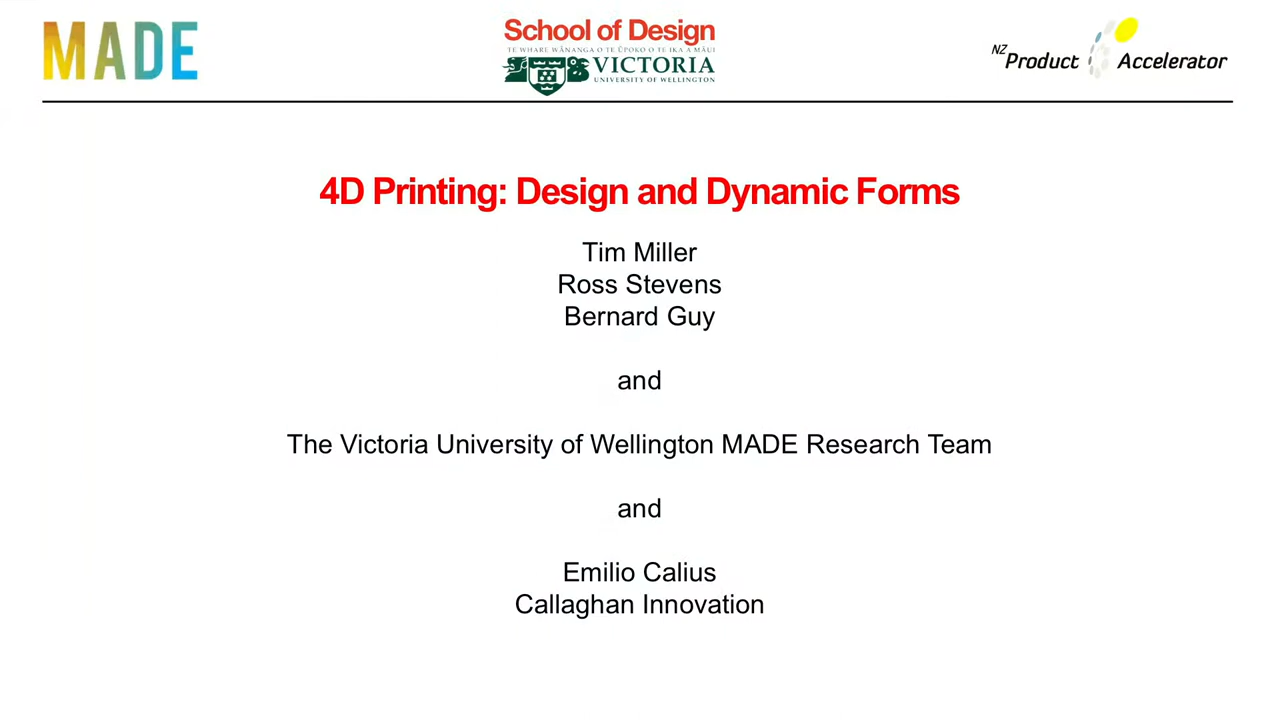 MADE
School of Design
TE WHARE WĀNANGA O TE ŪPOKO O TE IKA A MĀUI
VICTORIA
UNIVERSITY OF WELLINGTON
NZ Product Accelerator
4D Printing: Design and Dynamic Forms
Tim Miller
Ross Stevens
Bernard Guy
and
The Victoria University of Wellington MADE Research Team
and
Emilio Calius
Callaghan Innovation